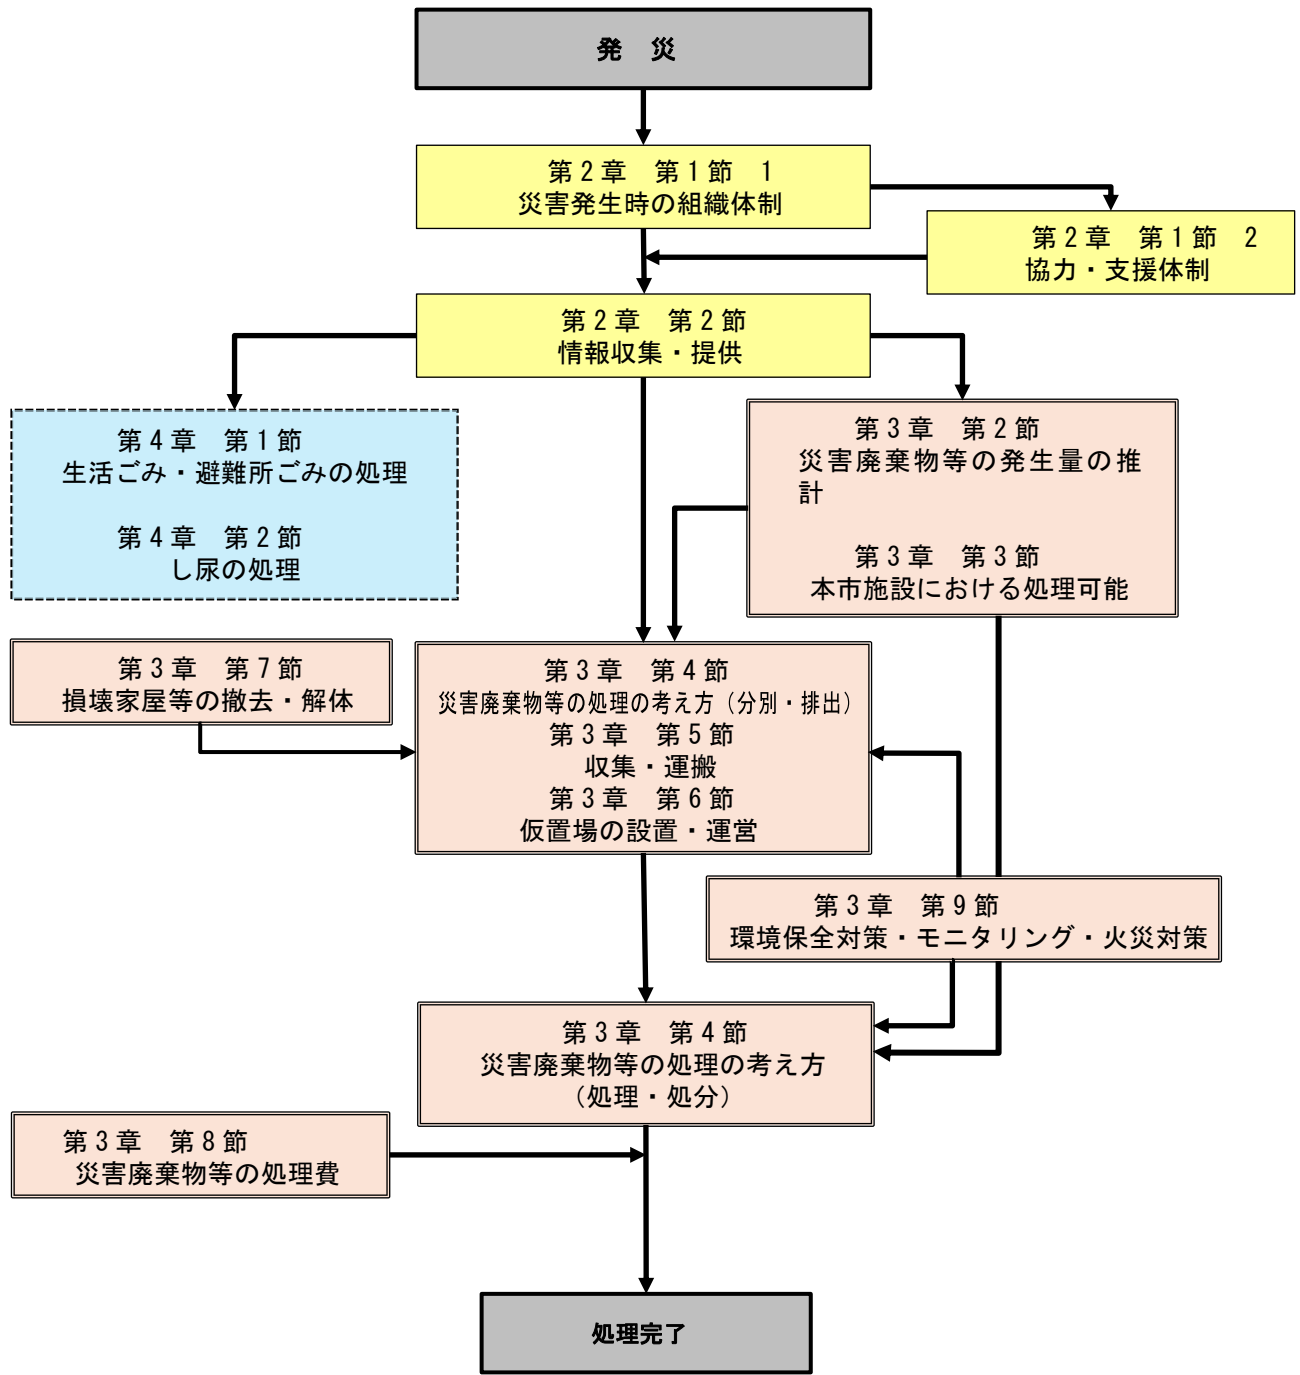 発　災
第２章　第１節　１
災害発生時の組織体制
第２章　第１節　２
協力・支援体制
第２章　第２節
情報収集・提供
第４章　第１節
生活ごみ・避難所ごみの処理
第４章　第２節
し尿の処理
第３章　第２節
災害廃棄物等の発生量の推
計
第３章　第３節
本市施設における処理可能
第３章　第７節
損壊家屋等の撤去・解体
第３章　第４節
災害廃棄物等の処理の考え方（分別・排出）
第３章　第５節
収集・運搬
第３章　第６節
仮置場の設置・運営
第３章　第９節
環境保全対策・モニタリング・火災対策
第３章　第４節
災害廃棄物等の処理の考え方
（処理・処分）
第３章　第８節
災害廃棄物等の処理費
処理完了